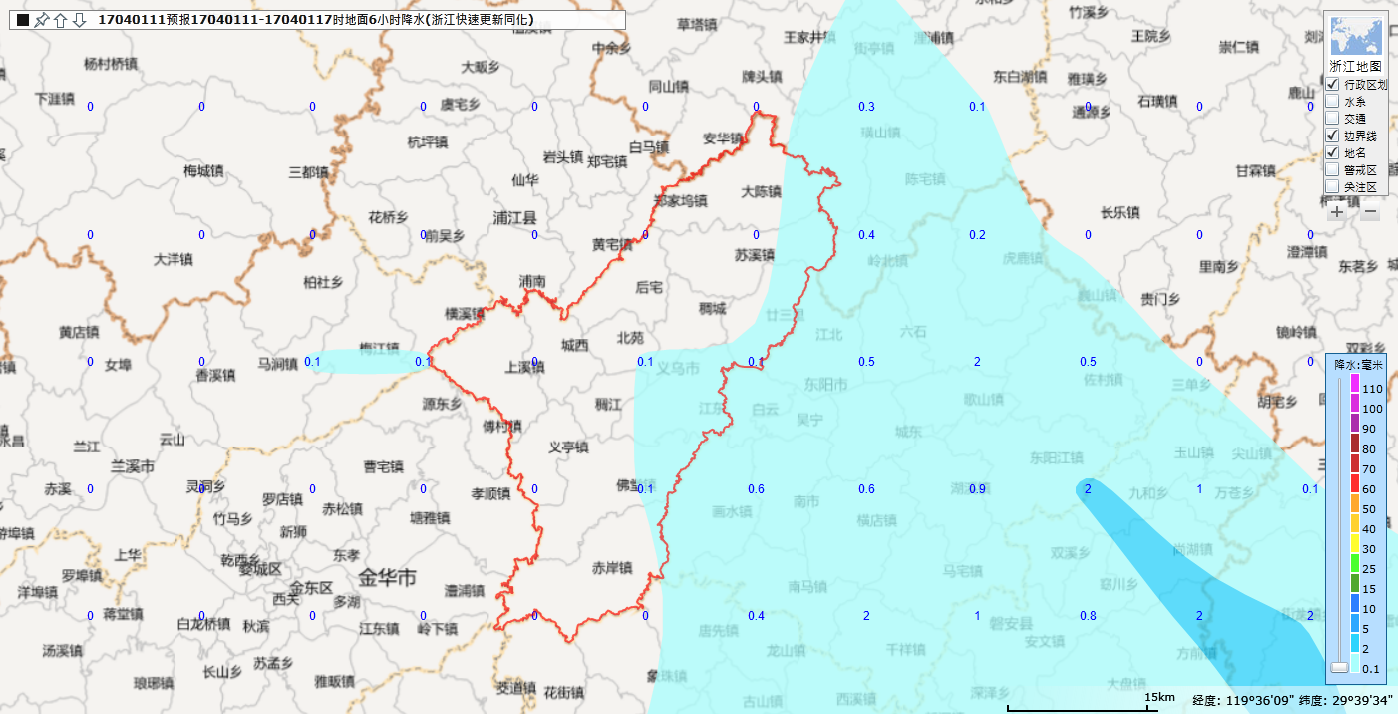 17040111预报17040111-17040117时地面6小时降水(浙江快速更新同化)
竹溪乡
草塔镇
王家井镇
街亭镇
王院乡
崇仁镇
中余乡
杨村桥镇
大畈乡
同山镇
牌头镇
东白湖镇
雅璜乡
浙江地图
行政区划
水系
交通
边界线
地名
警戒区
关注区
下涯镇
虞宅乡
石璜镇
通源乡
鹿山
0 0 0 0 0 0 0 0.3 0.1 0 0 0
杭坪镇
安华镇
璜山镇
白马镇
岩头镇
郑宅镇
梅城镇
三都镇
仙华
陈宅镇
甘霖镇
大陈镇
郑家坞镇
花桥乡
浦江县
长乐镇
前吴乡
黄宅镇
0 0 0 0 0 0 0 0.4 0.2 0 0 0
大洋镇
苏溪镇
岭北镇
虎鹿镇
里南乡
澄潭镇
东茗乡
柏社乡
浦南
后宅
巍山镇
贵门乡
横溪镇
稠城
廿三里
黄店镇
北苑
江北
六石
镜岭镇
城西
梅江镇
双彩乡
女埠
马涧镇
0 0 0.1 0.1 0 0.1 0.1 0.5 2 0.5 0 0
香溪镇
上溪镇
义乌市
东阳市
佐村镇
三单乡
降水:毫米
110
100
90
80
70
60
50
40
30
25
15
10
5
2
0.1
源东乡
稠江
江东
白云
吴宁
歌山镇
胡宅乡
傅村镇
城东
永昌
兰江
云山
义亭镇
兰溪市
曹宅镇
东阳江镇
玉山镇
尖山镇
赤溪
灵洞乡
罗店镇
孝顺镇
佛堂镇
0 0 0 0 0 0.1 0.6 0.6 0.9 2 1 0.1
南市
九和乡
万苍乡
竹马乡
赤松镇
塘雅镇
画水镇
横店镇
新狮
游埠镇
上华
东孝
双溪乡
尚湖镇
乾西乡
婺城区
罗埠镇
金华市
赤岸镇
马宅镇
洋埠镇
金东区
澧浦镇
南马镇
窈川乡
西关
多湖
蒋堂镇
0 0 0 0 0 0 0.4 2 1 0.8 2 2
白龙桥镇
秋滨
江东镇
岭下镇
唐先镇
磐安县
安文镇
汤溪镇
龙山镇
千祥镇
方前镇
苏孟乡
长山乡
琅琊镇
雅畈镇
茭道镇
花街镇
象珠镇
古山镇
西溪镇
深泽乡
大盘镇
15km
经度: 119°36'09" 纬度: 29°39'34"